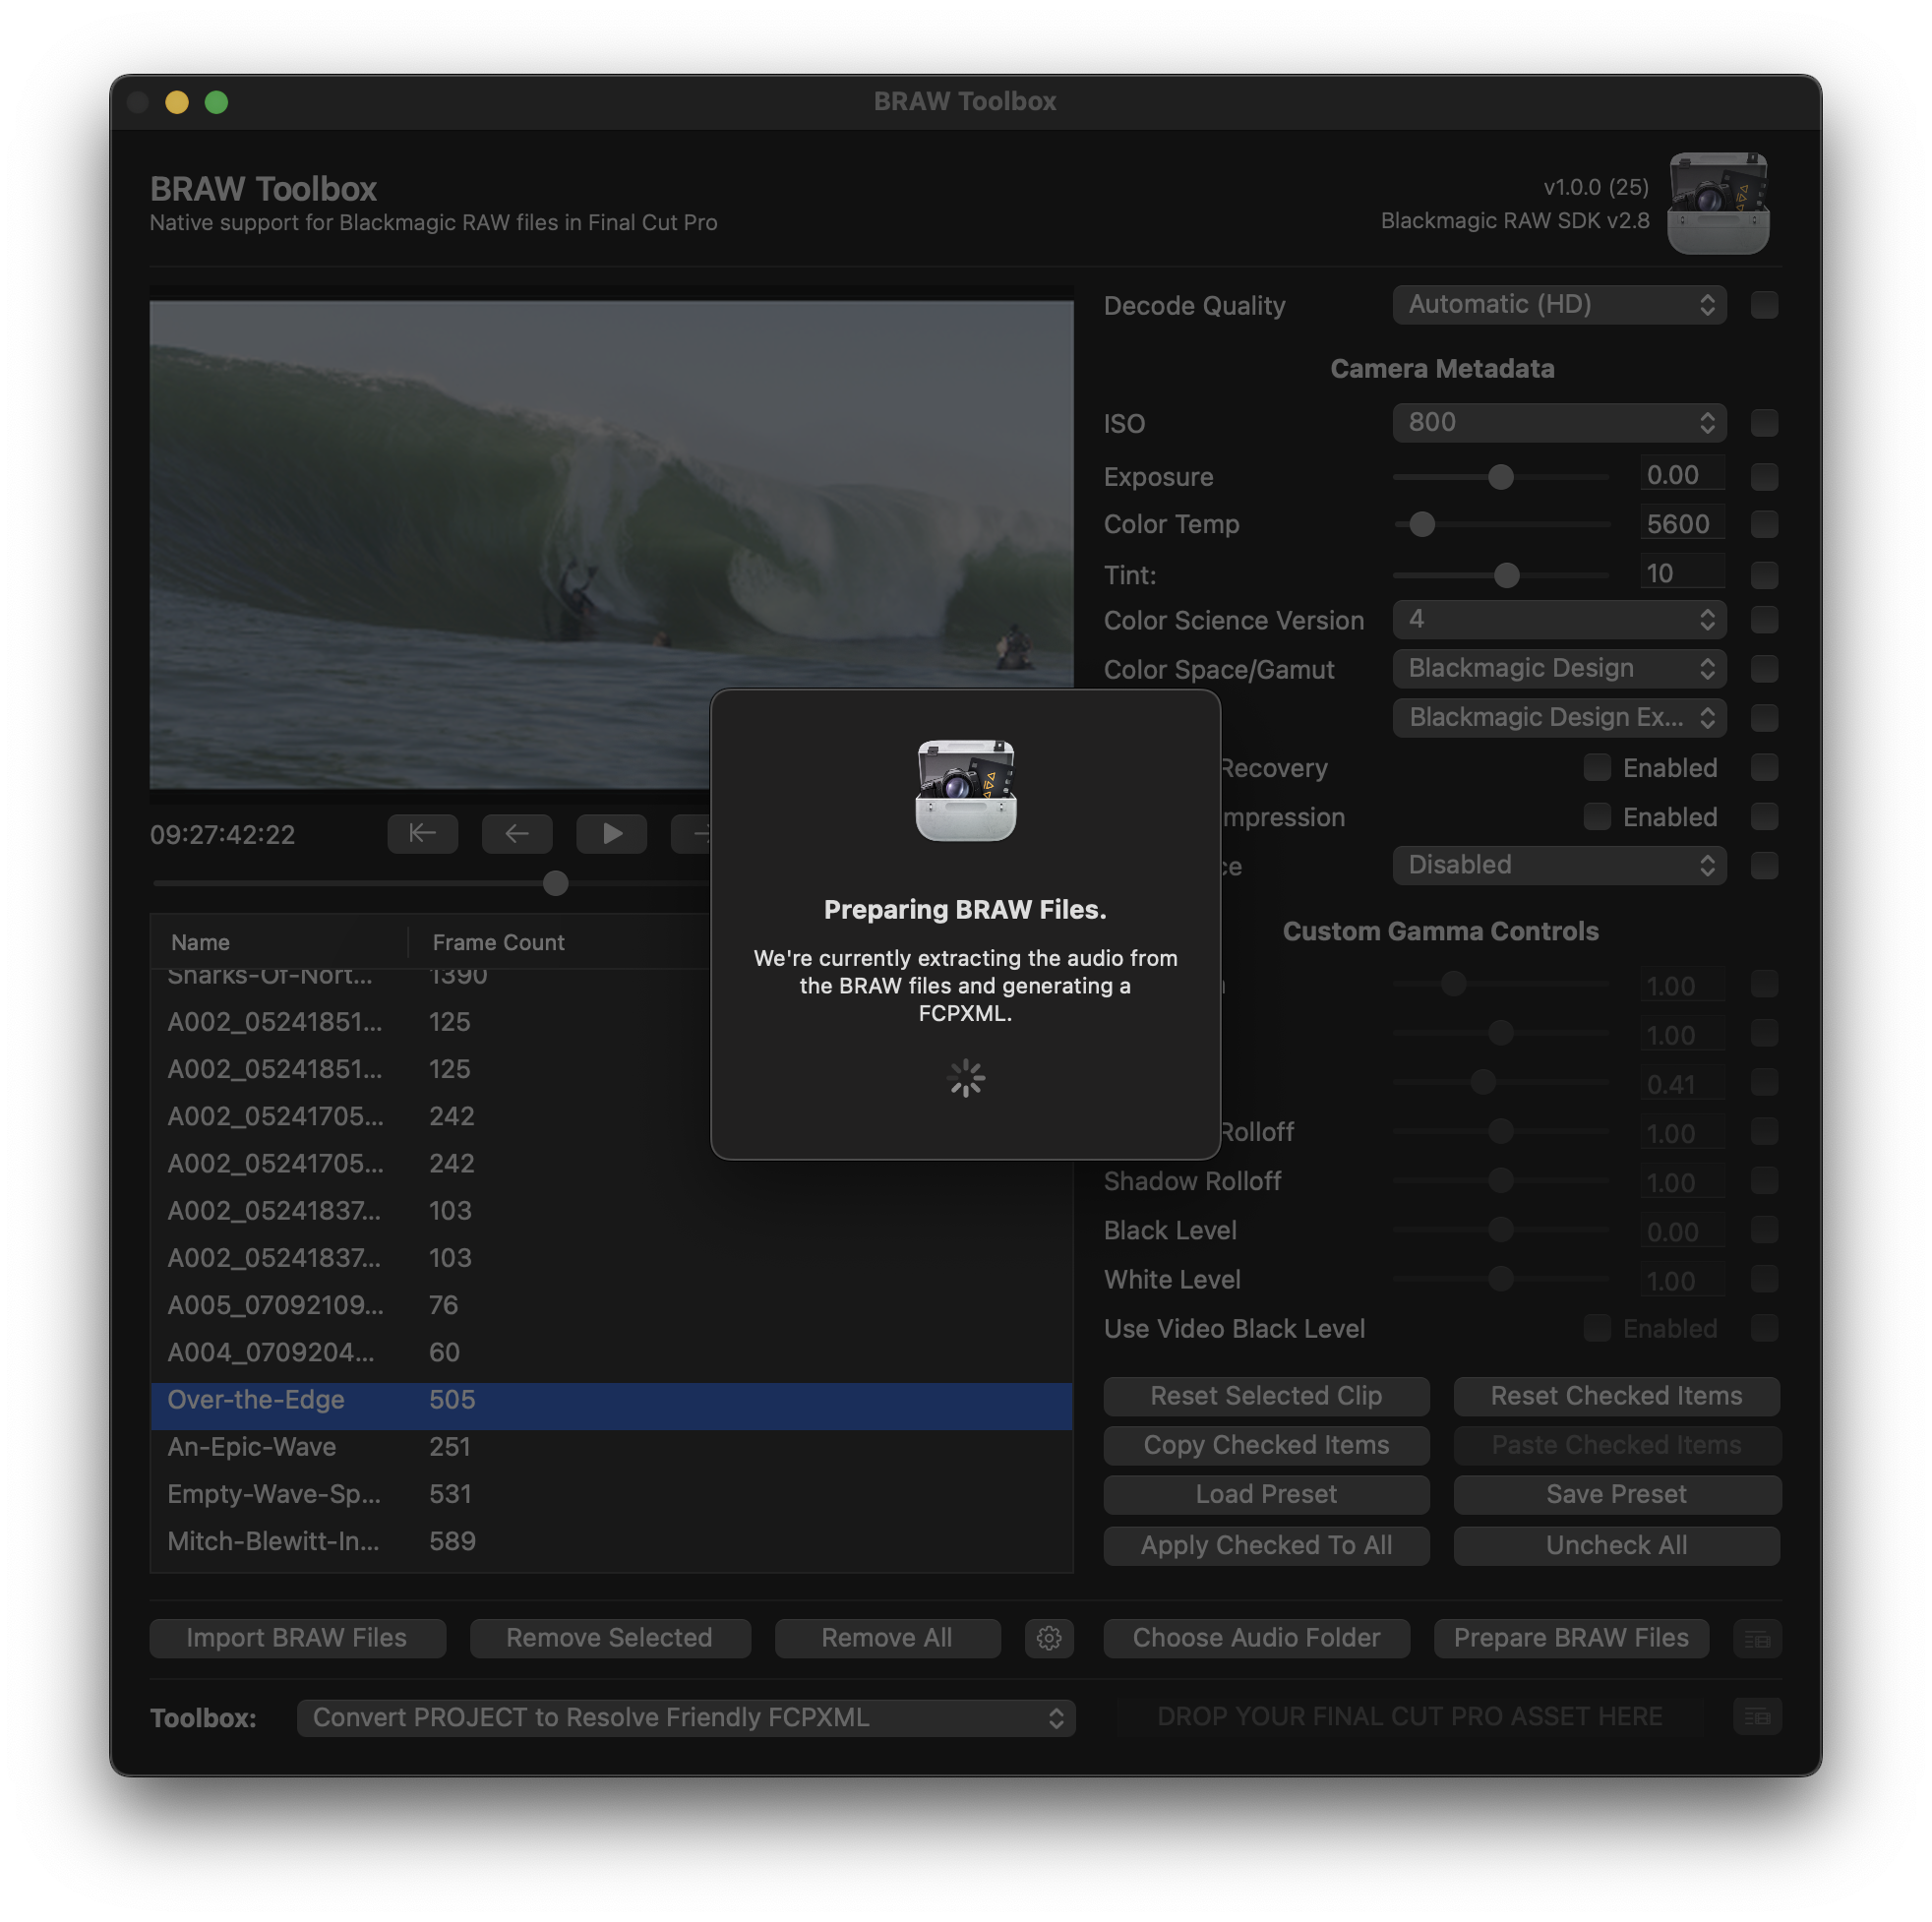 BRAW Toolbox
BRAW Toolbox
Native support for Blackmagic RAW files in Final Cut Pro
v1.0.0 (25)
Blackmagic RAW SDK v2.8
Decode Quality Automatic (HD)
Camera Metadata
ISO 800
Exposure 0.00
Color Temp 5600
Tint: 10
Color Science Version 4
Color Space/Gamut Blackmagic Design
Blackmagic Design Ex...
Recovery Enabled
mpression Enabled
ce Disabled
09:27:42:22
Preparing BRAW Files.
We're currently extracting the audio from
the BRAW files and generating a
FCPXML.
Name Frame Count
Sharks-Of-Nort... 1390
A002_05241851... 125
A002_05241851... 125
A002_05241705... 242
A002_05241705... 242
A002_05241837... 103
A002_05241837... 103
A005_07092109... 76
A004_0709204... 60
Over-the-Edge 505
An-Epic-Wave 251
Empty-Wave-Sp... 531
Mitch-Blewitt-In... 589
Custom Gamma Controls
1.00
1.00
0.41
Rolloff 1.00
Shadow Rolloff 1.00
Black Level 0.00
White Level 1.00
Use Video Black Level Enabled
Reset Selected Clip Reset Checked Items
Copy Checked Items Paste Checked Items
Load Preset Save Preset
Apply Checked To All Uncheck All
Import BRAW Files Remove Selected Remove All Choose Audio Folder Prepare BRAW Files
Toolbox: Convert PROJECT to Resolve Friendly FCPXML DROP YOUR FINAL CUT PRO ASSET HERE